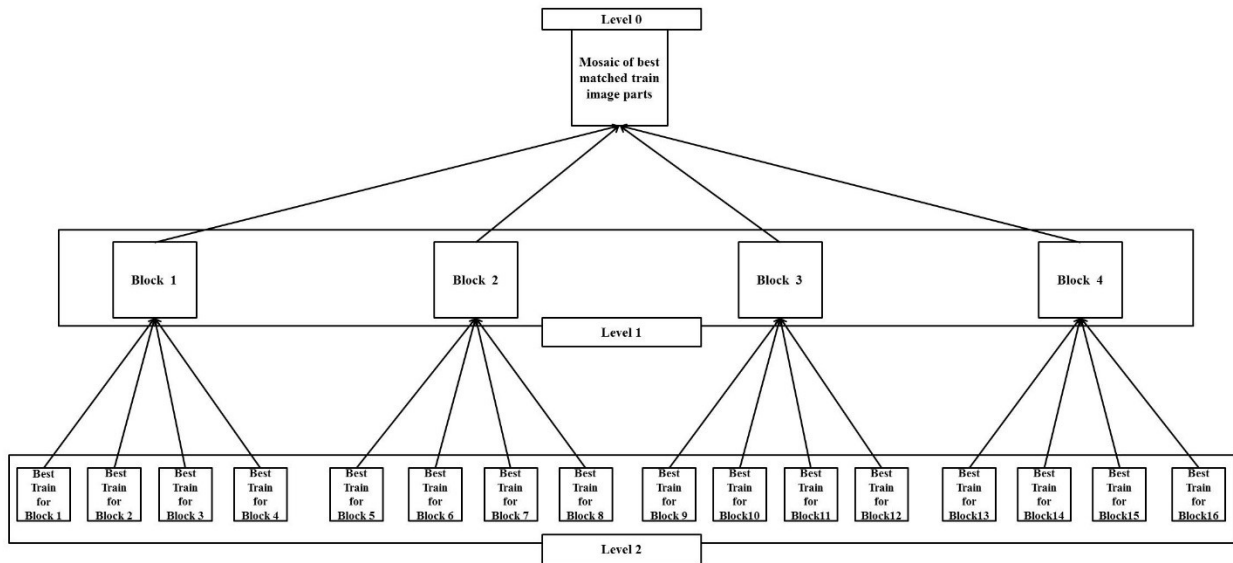 Level 0
Mosaic of best
matched train
image parts
Block 1
Block 2
Block 3
Block 4
Level 1
Best
Train
for
Block 1
Best
Train
for
Block 2
Best
Train
for
Block 3
Best
Train
for
Block 4
Best
Train
for
Block 5
Best
Train
for
Block 6
Best
Train
for
Block 7
Best
Train
for
Block 8
Best
Train
for
Block 9
Best
Train
for
Block10
Best
Train
for
Block11
Best
Train
for
Block12
Best
Train
for
Block13
Best
Train
for
Block14
Best
Train
for
Block15
Best
Train
for
Block16
Level 2